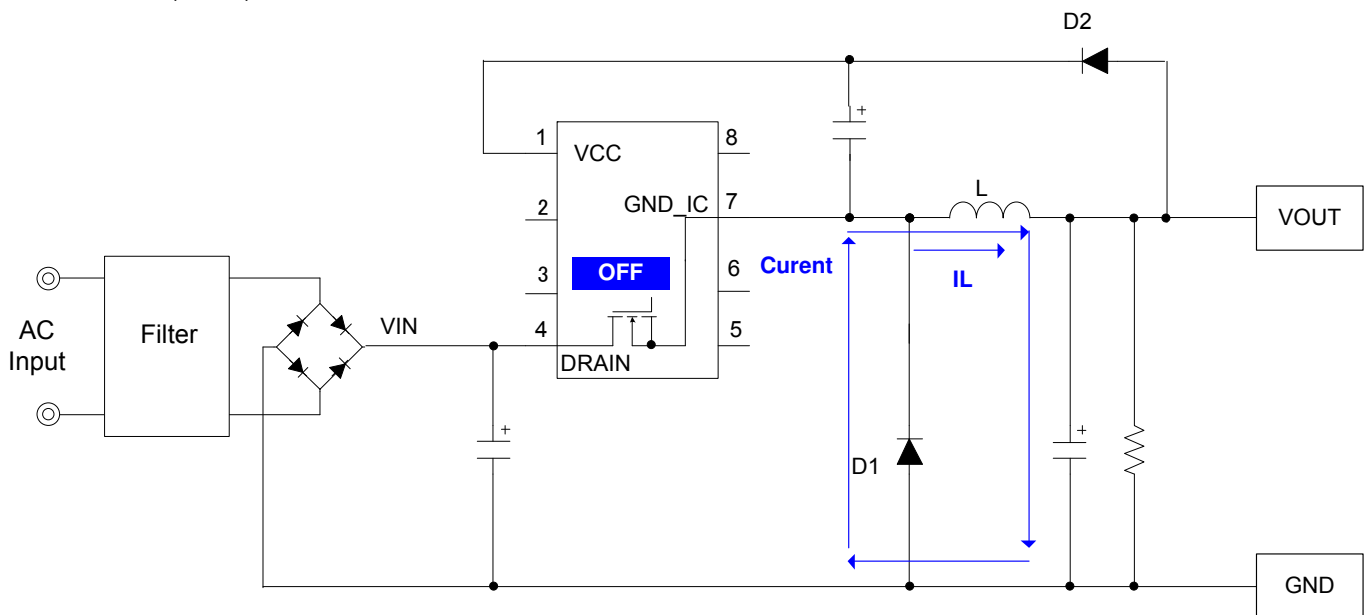 D2
1
VCC
8
2
GND_IC
7
L
VOUT
3
OFF
6
Curent
IL
AC
Input
Filter
VIN
4
DRAIN
5
D1
GND
+
+
+